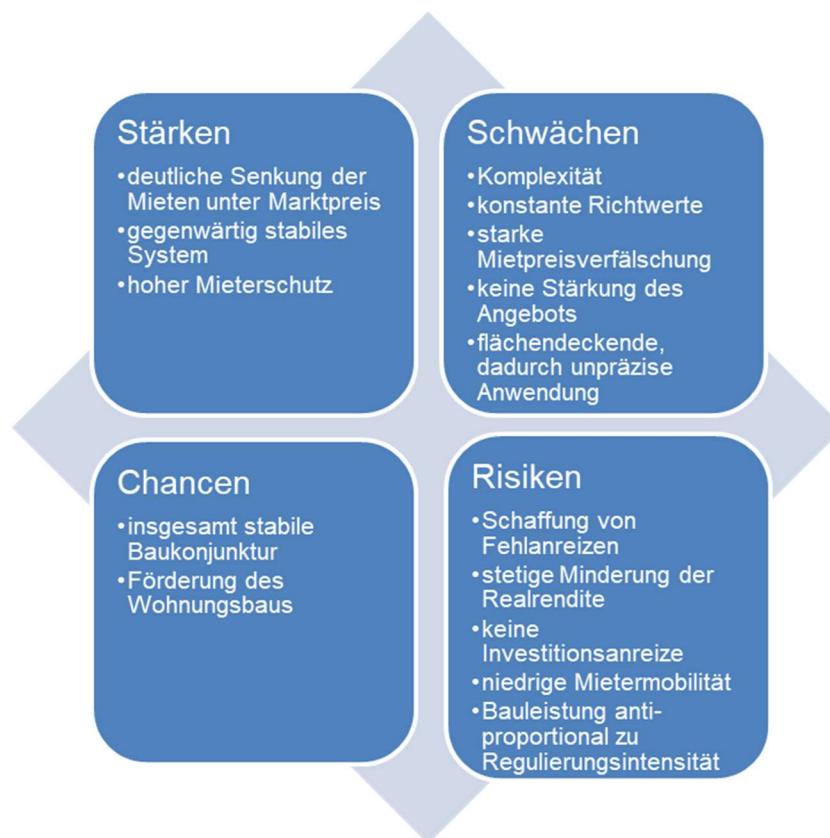 Stärken
•deutliche Senkung der
Mieten unter Marktpreis
•gegenwärtig stabiles
System
•hoher Mieterschutz
Schwächen
•Komplexität
•konstante Richtwerte
•starke
Mietpreisverfälschung
•keine Stärkung des
Angebots
•flächendeckende,
dadurch unpräzise
Anwendung
Chancen
•insgesamt stabile
Baukonjunktur
•Förderung des
Wohnungsbaus
Risiken
•Schaffung von
Fehlanreizen
•stetige Minderung der
Realrendite
•keine
Investitionsanreize
•niedrige Mietermobilität
•Bauleistung anti-
proportional zu
Regulierungsintensität